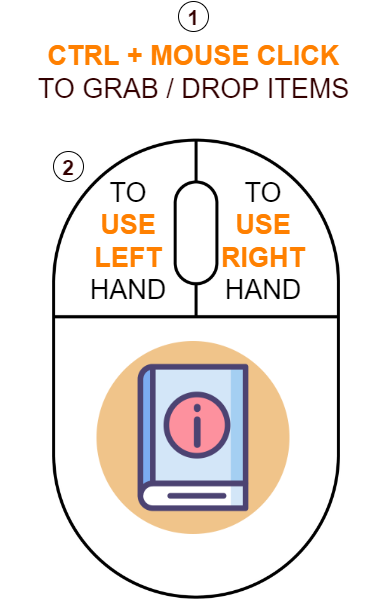 1
CTRL + MOUSE CLICK
TO GRAB / DROP ITEMS
2
TO
USE
LEFT
HAND
TO
USE
RIGHT
HAND
i